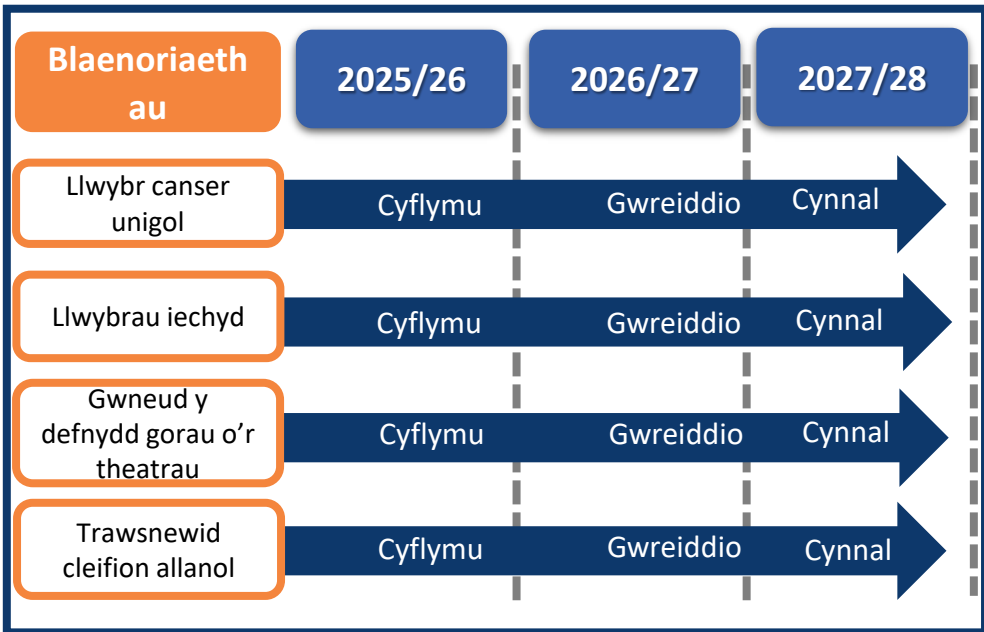 Blaenoriaeth
au
2025/26
2026/27
2027/28
Llwybr canser
unigol
Cyflymu
Gwreiddio
Cynnal
Llwybrau iechyd
Cyflymu
Gwreiddio
Cynnal
Gwneud y
defnydd gorau o’r
theatrau
Cyflymu
Gwreiddio
Cynnal
Trawsnewid
cleifion allanol
Cyflymu
Gwreiddio
Cynnal